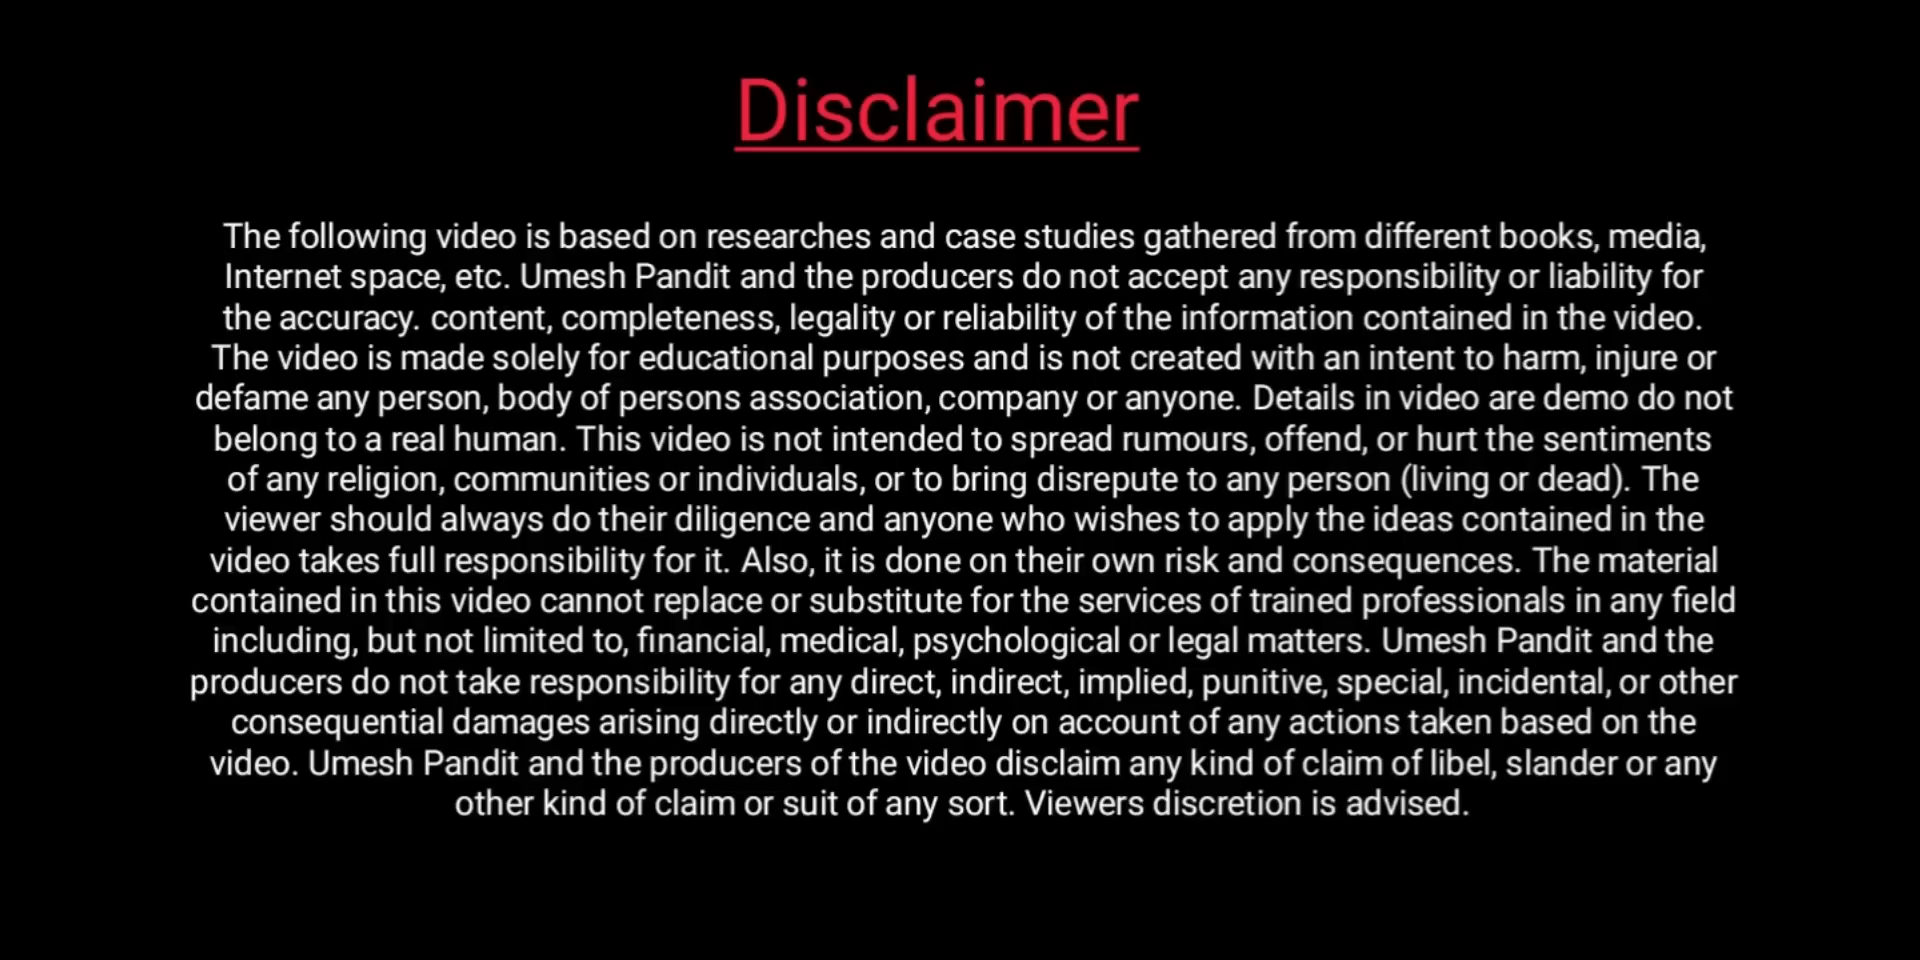 Disclaimer
The following video is based on researches and case studies gathered from different books, media,
Internet space, etc. Umesh Pandit and the producers do not accept any responsibility or liability for
the accuracy. content, completeness, legality or reliability of the information contained in the video.
The video is made solely for educational purposes and is not created with an intent to harm, injure or
defame any person, body of persons association, company or anyone. Details in video are demo do not
belong to a real human. This video is not intended to spread rumours, offend, or hurt the sentiments
of any religion, communities or individuals, or to bring disrepute to any person (living or dead). The
viewer should always do their diligence and anyone who wishes to apply the ideas contained in the
video takes full responsibility for it. Also, it is done on their own risk and consequences. The material
contained in this video cannot replace or substitute for the services of trained professionals in any field
including, but not limited to, financial, medical, psychological or legal matters. Umesh Pandit and the
producers do not take responsibility for any direct, indirect, implied, punitive, special, incidental, or other
consequential damages arising directly or indirectly on account of any actions taken based on the
video. Umesh Pandit and the producers of the video disclaim any kind of claim of libel, slander or any
other kind of claim or suit of any sort. Viewers discretion is advised.